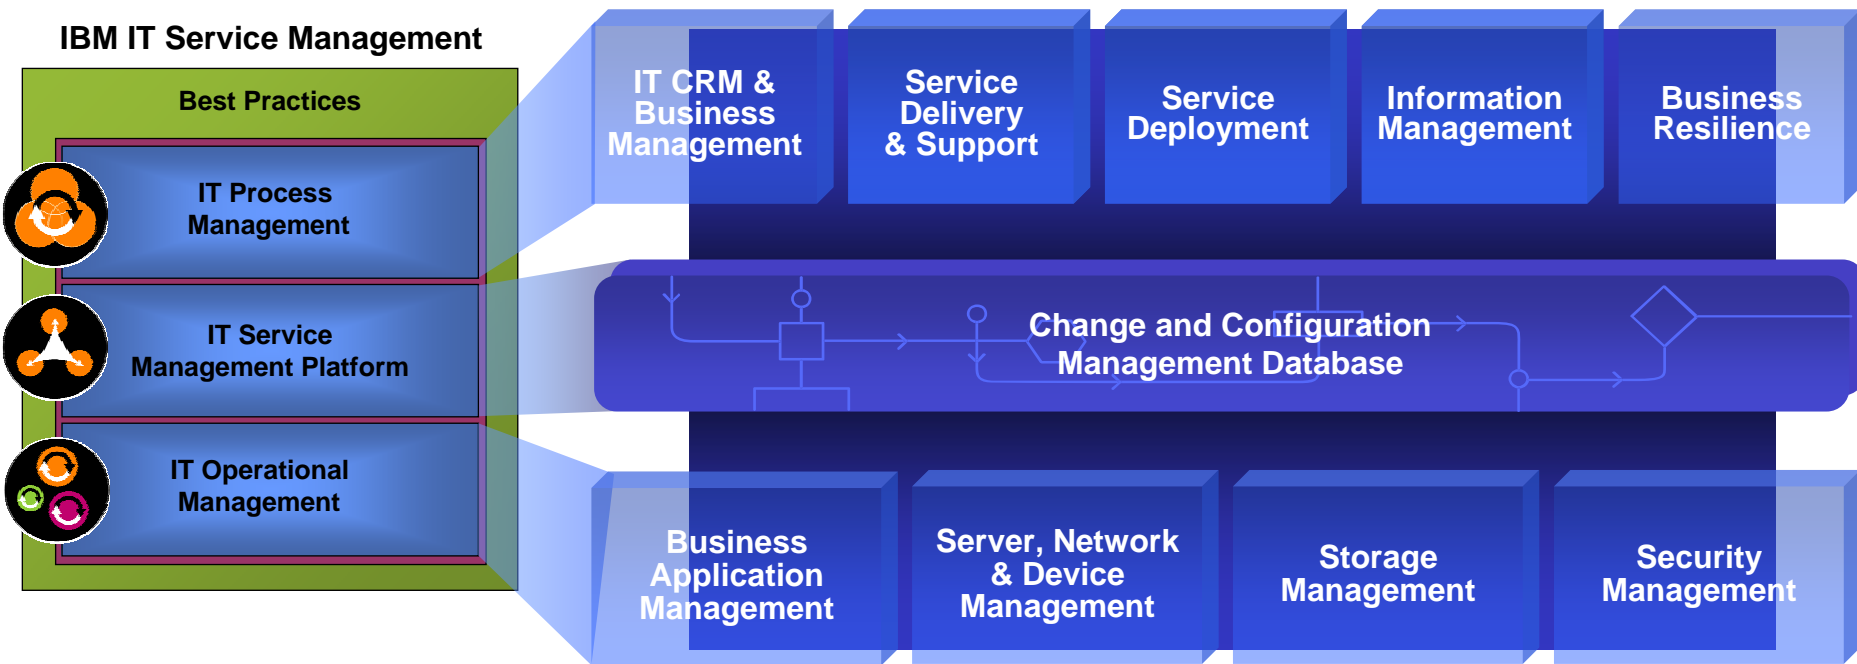 IBM IT Service Management
Best Practices
IT Process
Management
IT Service
Management Platform
IT Operational
Management
IT CRM &
Business
Management
Service
Delivery
& Support
Service
Deployment
Information
Management
Business
Resilience
Change and Configuration
Management Database
Business
Application
Management
Server, Network
& Device
Management
Storage
Management
Security
Management